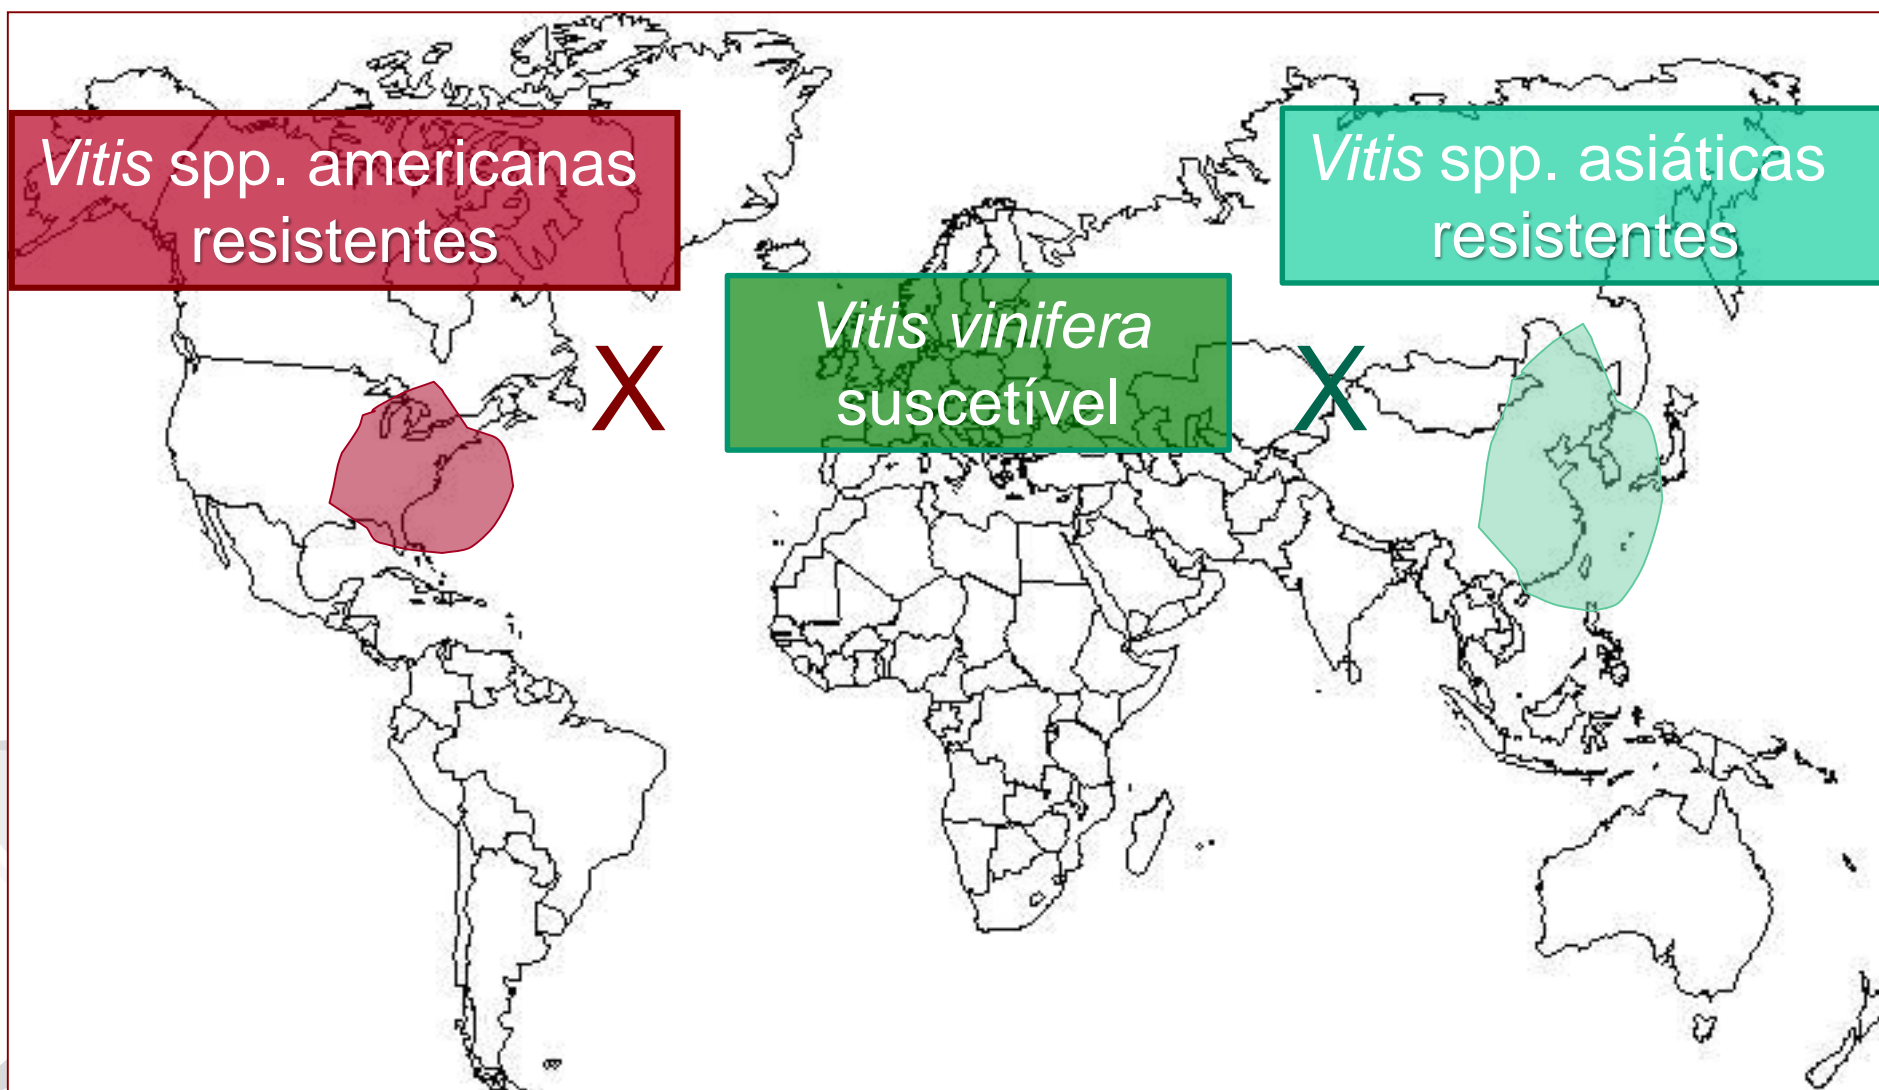 Vitis spp. americanas
resistentes
X
Vitis vinifera
suscetível
X
Vitis spp. asiáticas
resistentes